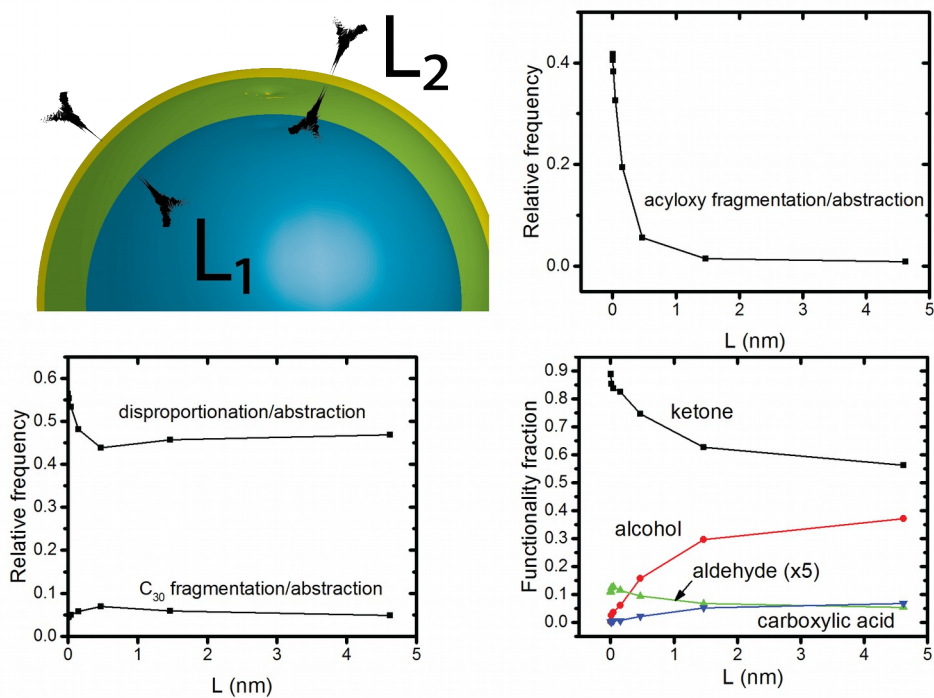 L2
L1
Relative frequency
0.4
0.2
0.0
acyloxy fragmentation/abstraction
0 1 2 3 4 5
L (nm)
Relative frequency
0.6
0.5
0.4
0.3
0.2
0.1
0.0
disproportionation/abstraction
C30 fragmentation/abstraction
0 1 2 3 4 5
L (nm)
Functionality fraction
0.9
0.8
0.7
0.6
0.5
0.4
0.3
0.2
0.1
0.0
ketone
alcohol
aldehyde (x5)
carboxylic acid
0 1 2 3 4 5
L (nm)